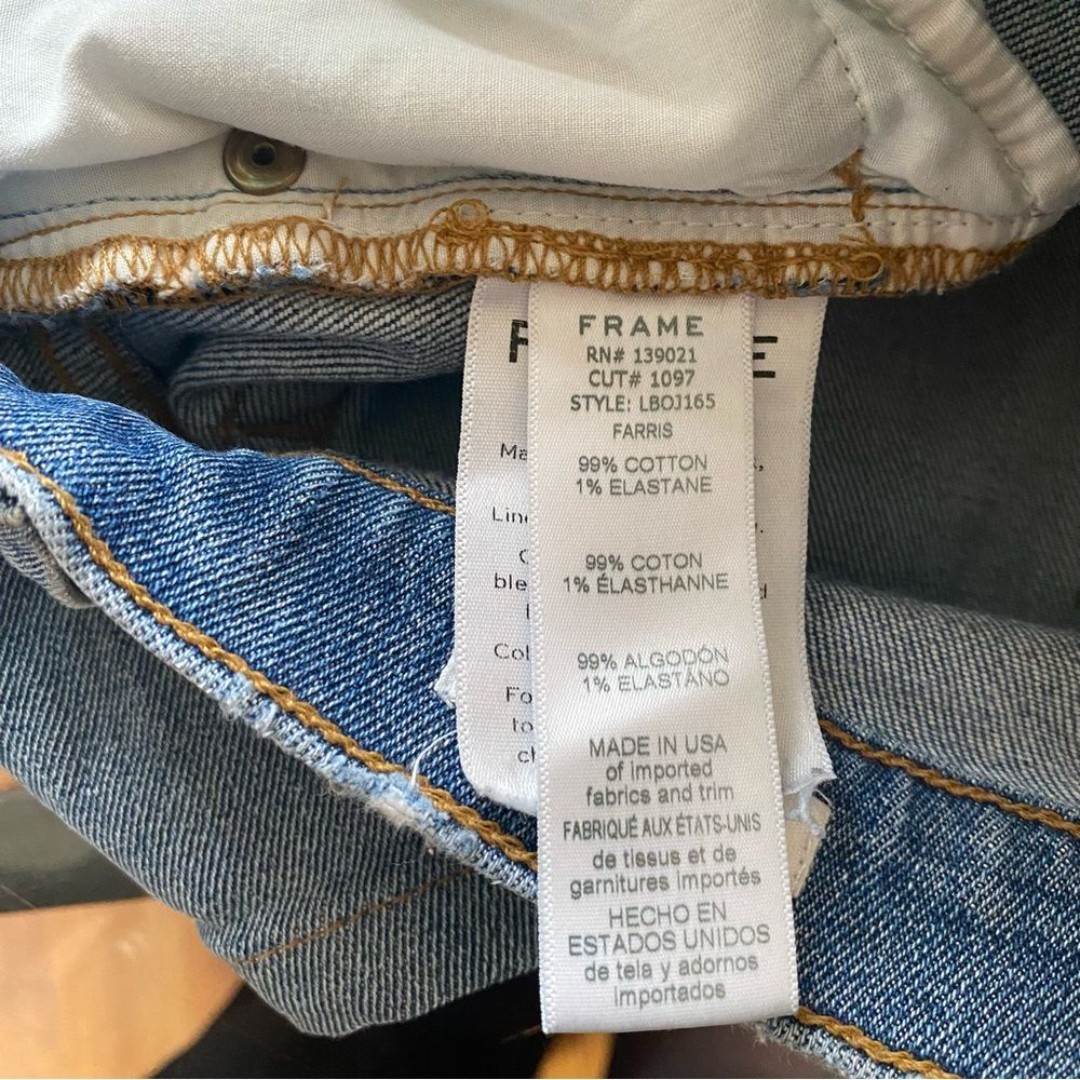 FRAME
RN# 139021
CUT# 1097
STYLE: LBOJ165
FARRIS
99% COTTON
1% ELASTANE
99% COTON
1% ÉLASTHANNE
99% ALGODÓN
1% ELASTANO
MADE IN USA
of imported
fabrics and trim
FABRIQUÉ AUX ÉTATS-UNIS
de tissus et de
garnitures importés
HECHO EN
ESTADOS UNIDOS
de tela y adornos
importados